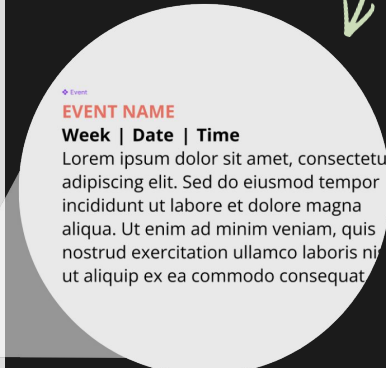 Event
EVENT NAME
Week | Date | Time
Lorem ipsum dolor sit amet, consectetu
adipiscing elit. Sed do eiusmod tempor
incididunt ut labore et dolore magna
aliqua. Ut enim ad minim veniam, quis
nostrud exercitation ullamco laboris nis
ut aliquip ex ea commodo consequat